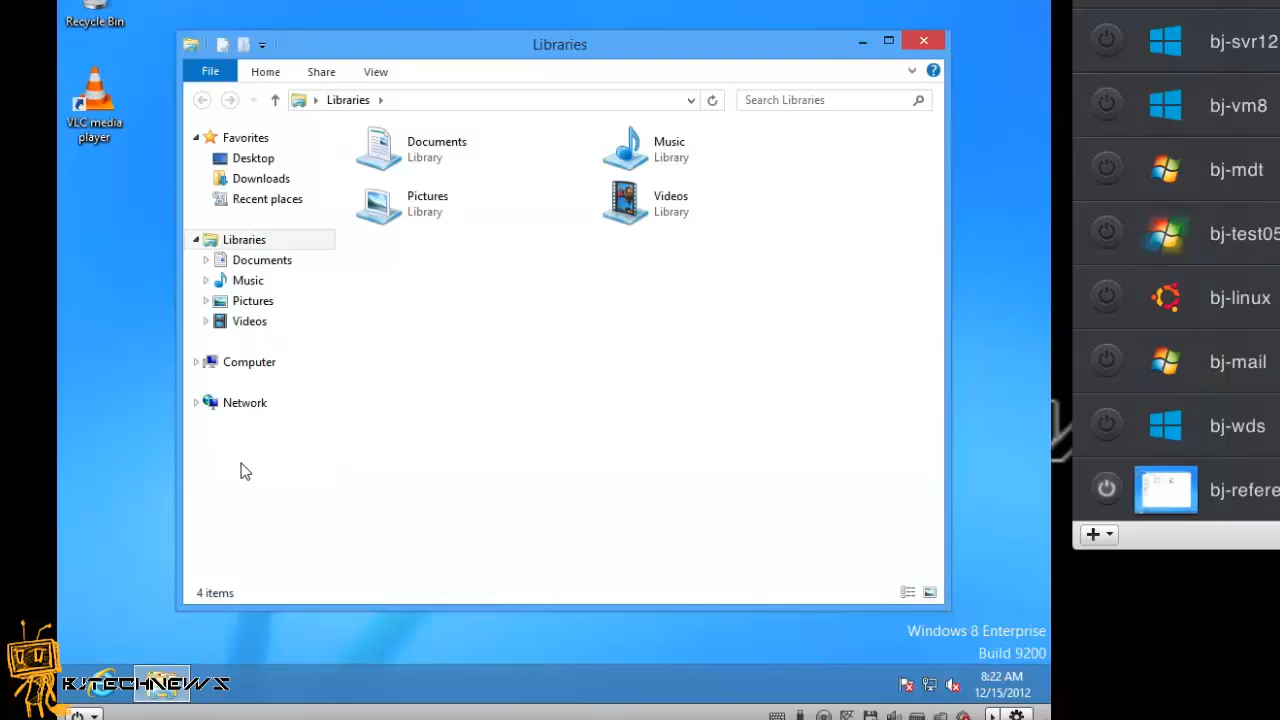 Recycle Bin
VLC media
player
Libraries
File
Home
Share
View
Libraries
Search Libraries
Favorites
Desktop
Downloads
Recent places
Libraries
Documents
Music
Pictures
Videos
Computer
Network
Documents
Library
Music
Library
Pictures
Library
Videos
Library
4 items
Windows 8 Enterprise
Build 9200
8:22 AM
12/15/2012
BJTECHNEWS
bj-svr12
bj-vm8
bj-mdt
bj-test05
bj-linux
bj-mail
bj-wds
bj-refere